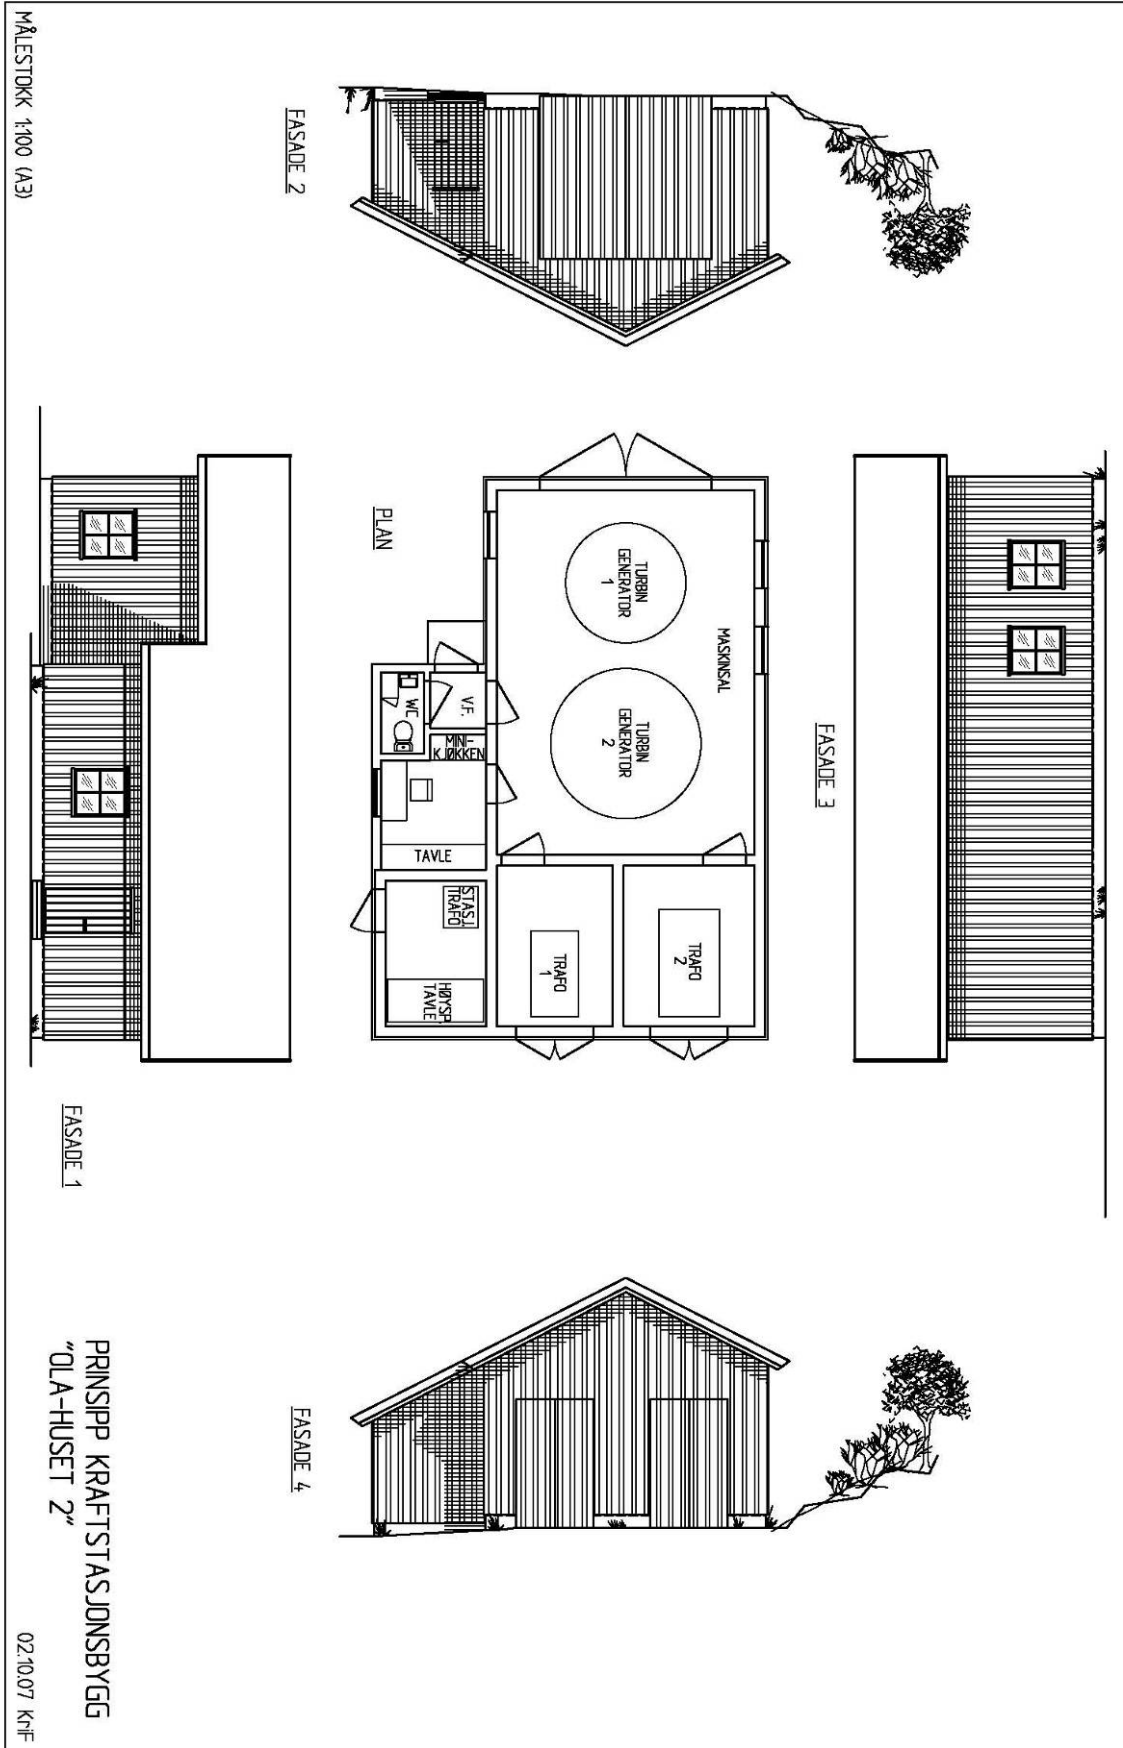 FASADE 3
FASADE 2
PLAN
FASADE 4
MASKINSAL
TURBIN
GENERATOR
1
TURBIN
GENERATOR
2
TRAFO
2
TRAFO
1
V.F.
WC
MINI-
KJØKKEN
TAVLE
STASJ.
TRAFO
HØYSP.
TAVLE
FASADE 1
PRINSIPP KRAFTSTASJONSBYGG
"OLA-HUSET 2"
MÅLESTOKK 1:100 (A3)
02.10.07 KriF